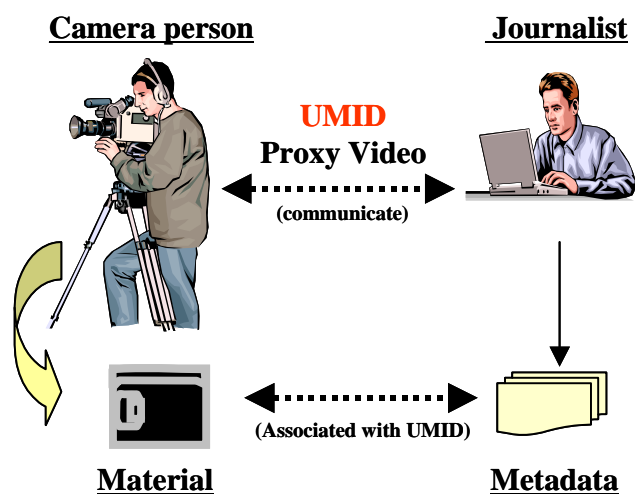 Camera person
Journalist
UMID
Proxy Video
(communicate)
(Associated with UMID)
Material
Metadata